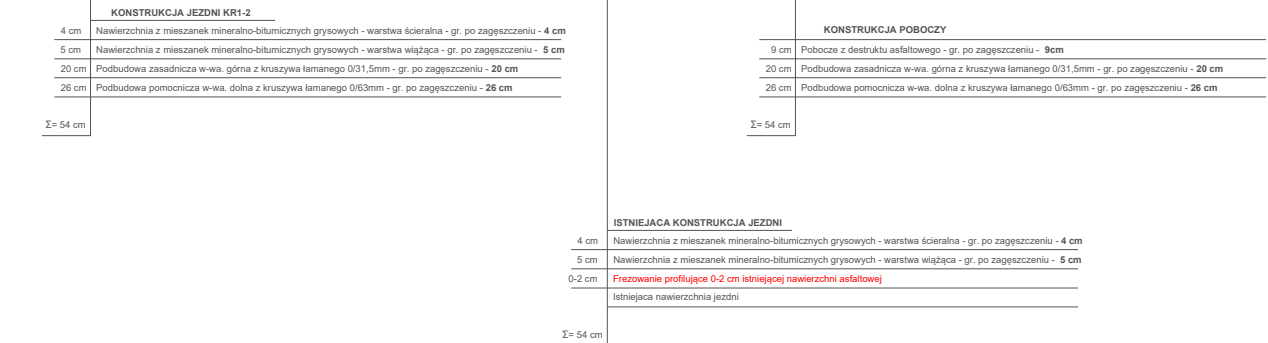 KONSTRUKCJA JEZDNI KR1-2
4 cm Nawierzchnia z mieszanek mineralno-bitumicznych grysowych - warstwa ścieralna - gr. po zagęszczeniu - 4 cm
5 cm Nawierzchnia z mieszanek mineralno-bitumicznych grysowych - warstwa wiążąca - gr. po zagęszczeniu - 5 cm
20 cm Podbudowa zasadnicza w-wa. górna z kruszywa łamanego 0/31,5mm - gr. po zagęszczeniu - 20 cm
26 cm Podbudowa pomocnicza w-wa. dolna z kruszywa łamanego 0/63mm - gr. po zagęszczeniu - 26 cm
Σ= 54 cm
KONSTRUKCJA POBOCZY
9 cm Pobocze z destruktu asfaltowego - gr. po zagęszczeniu - 9cm
20 cm Podbudowa zasadnicza w-wa. górna z kruszywa łamanego 0/31,5mm - gr. po zagęszczeniu - 20 cm
26 cm Podbudowa pomocnicza w-wa. dolna z kruszywa łamanego 0/63mm - gr. po zagęszczeniu - 26 cm
Σ= 54 cm
ISTNIEJACA KONSTRUKCJA JEZDNI
4 cm Nawierzchnia z mieszanek mineralno-bitumicznych grysowych - warstwa ścieralna - gr. po zagęszczeniu - 4 cm
5 cm Nawierzchnia z mieszanek mineralno-bitumicznych grysowych - warstwa wiążąca - gr. po zagęszczeniu - 5 cm
0-2 cm Frezowanie profilujące 0-2 cm istniejącej nawierzchni asfaltowej
Istniejaca nawierzchnia jezdni
Σ= 54 cm